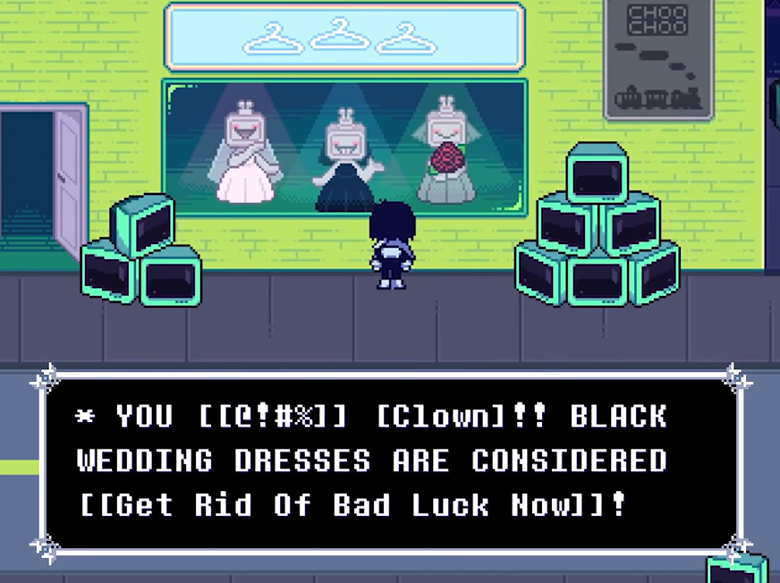 CHOO
CHOO
* YOU [[@!#%]] [Clown]!! BLACK
WEDDING DRESSES ARE CONSIDERED
[[Get Rid Of Bad Luck Now]]!